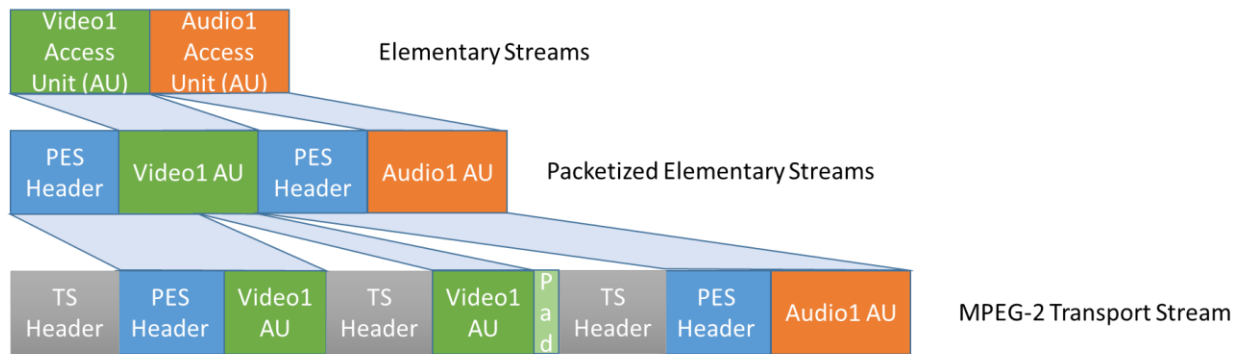 Video1
Access
Unit (AU)
Audio1
Access
Unit (AU)
Elementary Streams
PES
Header
Video1 AU
PES
Header
Audio1 AU
Packetized Elementary Streams
TS
Header
PES
Header
Video1
AU
TS
Header
Video1
AU
P
a
d
TS
Header
PES
Header
Audio1 AU
MPEG-2 Transport Stream